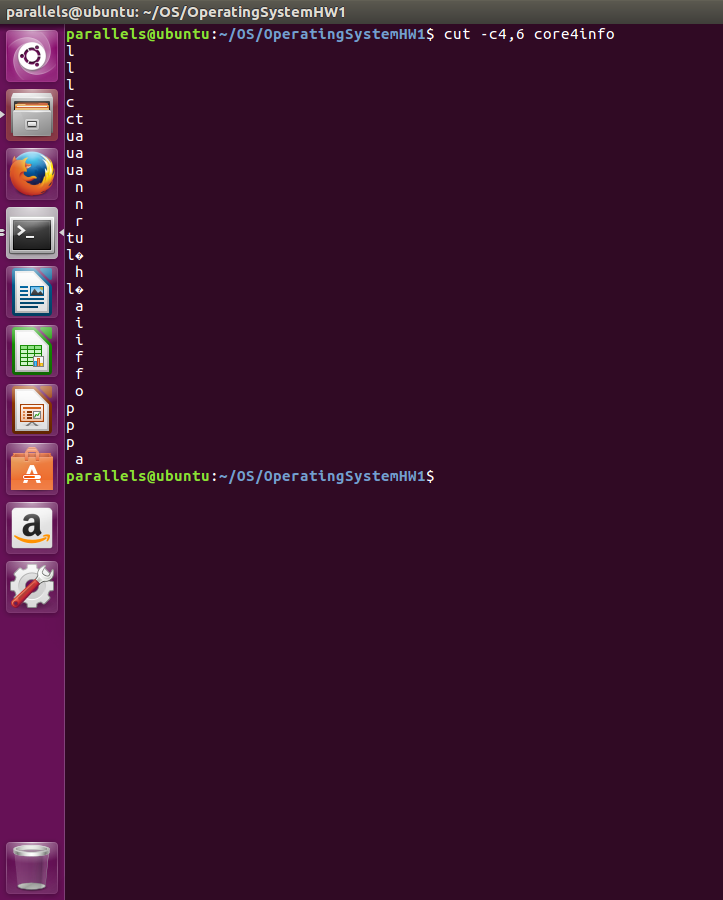 parallels@ubuntu: ~/OS/OperatingSystemHW1
parallels@ubuntu:~/OS/OperatingSystemHW1$ cut -c4,6 core4info
l
l
l
c
ct
ua
ua
ua
 n
 n
 r
tu
l�
 h
l�
 a
 i
 i
 f
 f
 o
p
p
p
 a
parallels@ubuntu:~/OS/OperatingSystemHW1$